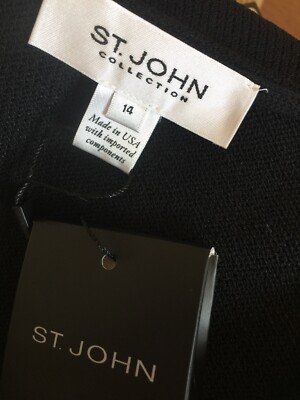 ST. JOHN
COLLECTION
14
Made in USA
with imported
components
ST. JOHN